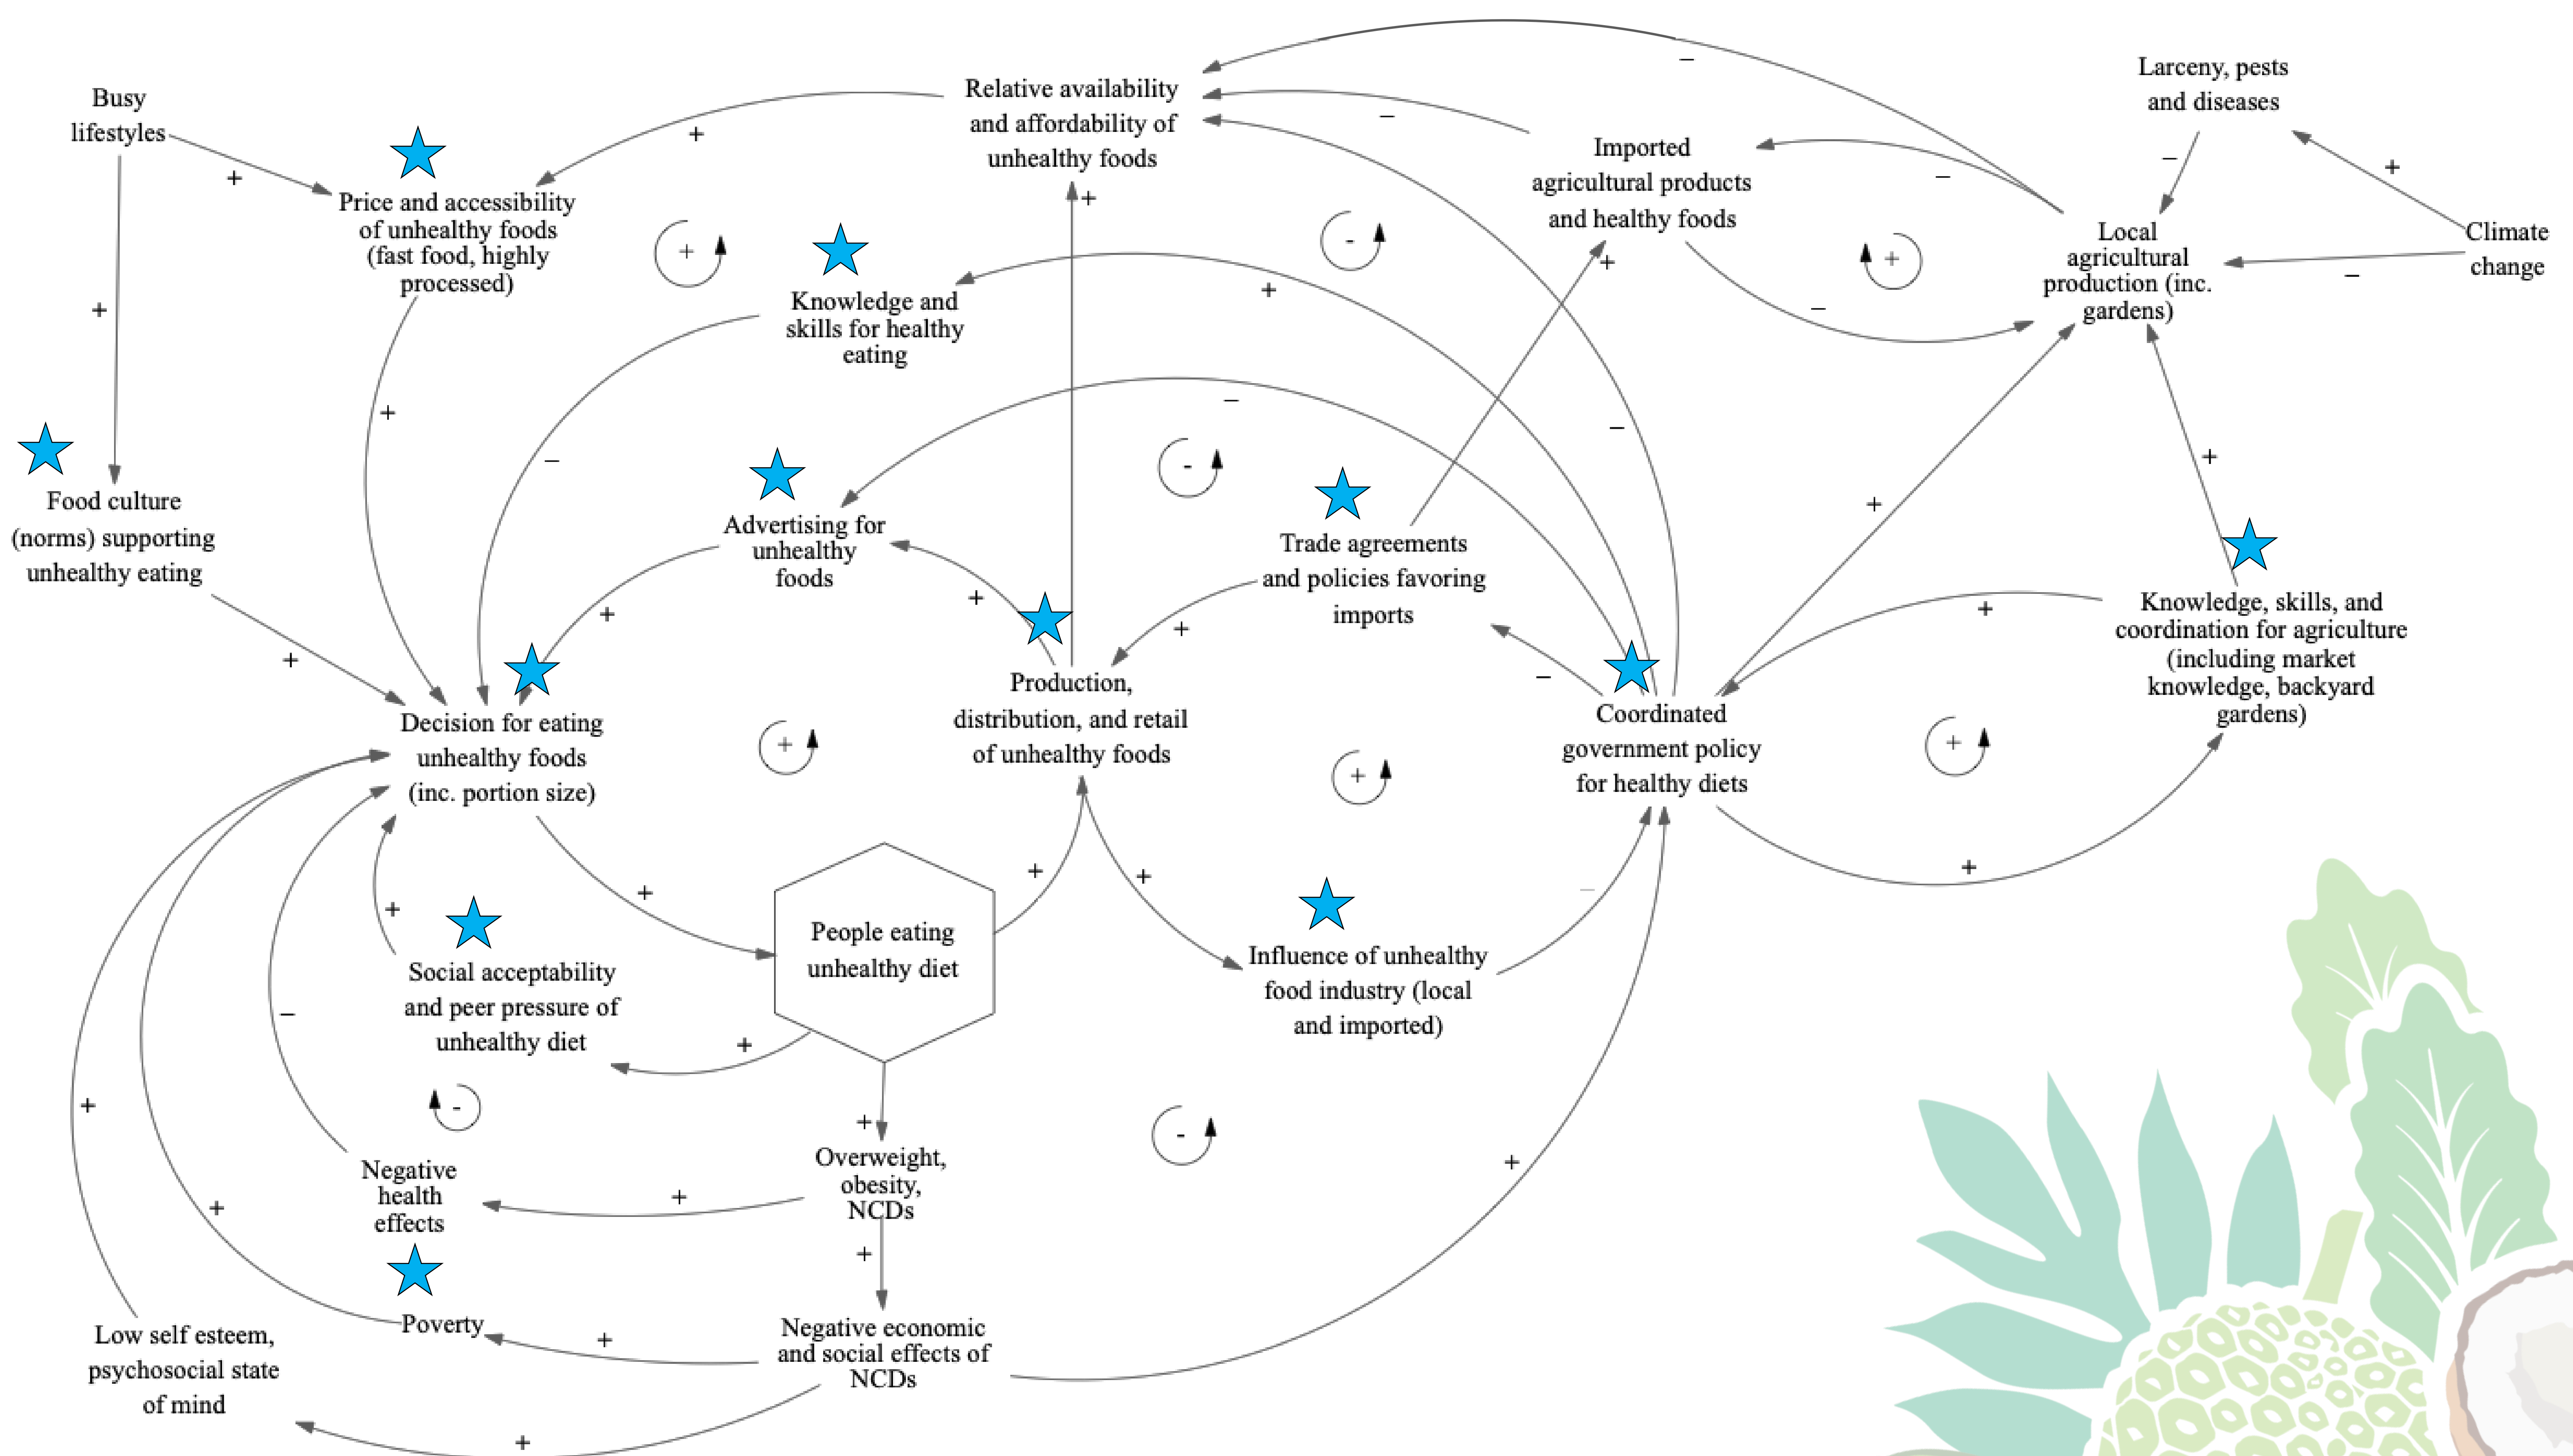 Busy
lifestyles
+
+
Price and accessibility
of unhealthy foods
(fast food, highly
processed)
+
Relative availability
and affordability of
unhealthy foods
+
+
–
–
–
Imported
agricultural products
and healthy foods
+
–
–
+
Larceny, pests
and diseases
–
+
Climate
change
–
Local
agricultural
production (inc.
gardens)
+
-
Knowledge and
skills for healthy
eating
+
–
Food culture
(norms) supporting
unhealthy eating
+
Advertising for
unhealthy
foods
–
+
+
-
Trade agreements
and policies favoring
imports
+
–
+
+
+
Knowledge, skills, and
coordination for agriculture
(including market
knowledge, backyard
gardens)
Decision for eating
unhealthy foods
(inc. portion size)
+
Production,
distribution, and retail
of unhealthy foods
+
Coordinated
government policy
for healthy diets
+
+
+
+
+
–
People eating
unhealthy diet
Influence of unhealthy
food industry (local
and imported)
+
Social acceptability
and peer pressure of
unhealthy diet
+
–
+
-
-
+
Overweight,
obesity,
NCDs
+
Negative
health
effects
+
+
+
Poverty
+
Negative economic
and social effects of
NCDs
Low self esteem,
psychosocial state
of mind
+